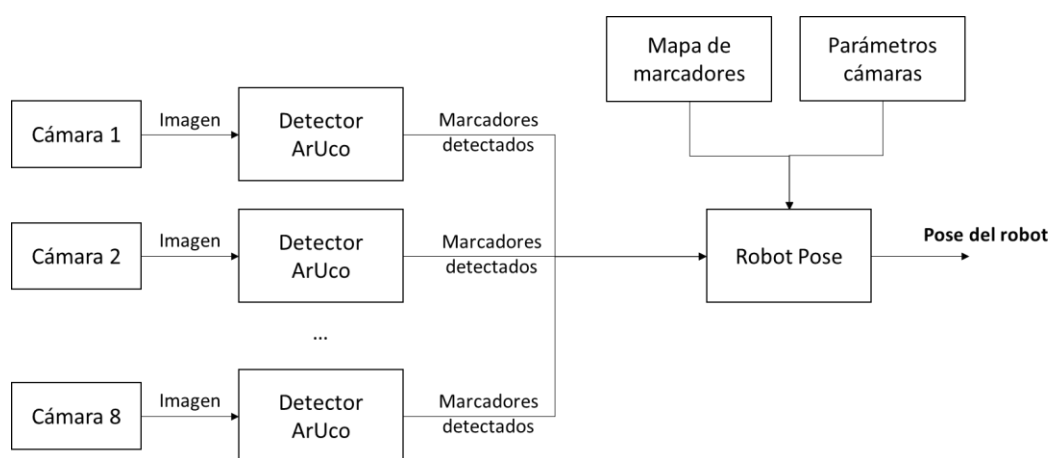 Mapa de
marcadores
Parámetros
cámaras
Cámara 1
Imagen
Detector
ArUco
Marcadores
detectados
Cámara 2
Imagen
Detector
ArUco
Marcadores
detectados
Robot Pose
Pose del robot
...
Cámara 8
Imagen
Detector
ArUco
Marcadores
detectados